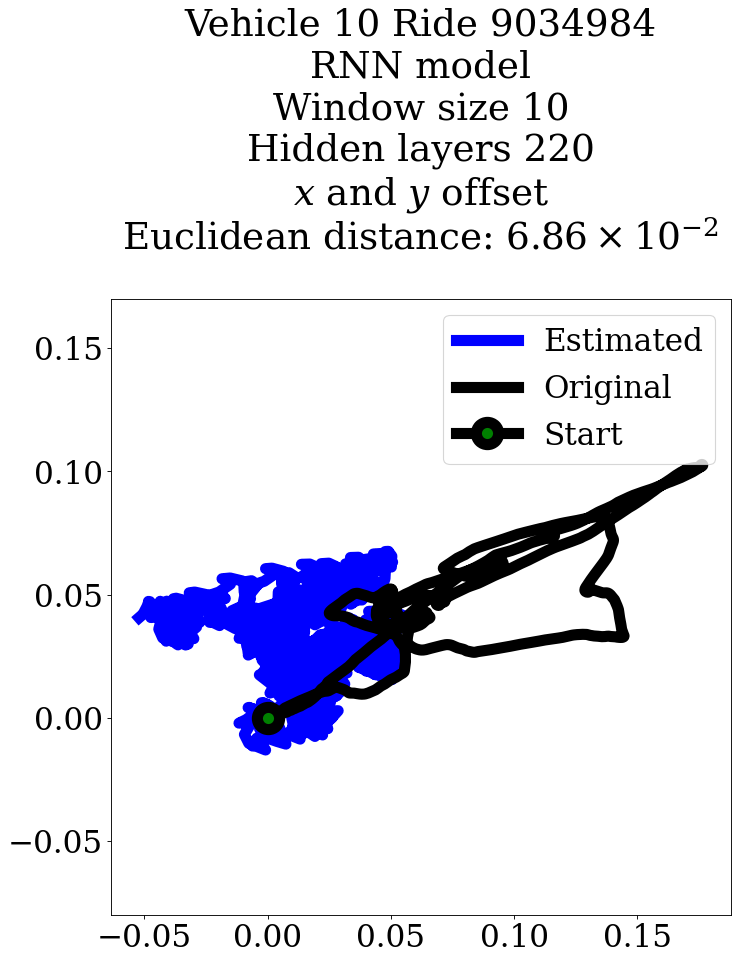 Vehicle 10 Ride 9034984
RNN model
Window size 10
Hidden layers 220
x and y offset
Euclidean distance: 6.86 × 10⁻²
Estimated
Original
Start
0.15
0.10
0.05
0.00
−0.05
−0.05 0.00 0.05 0.10 0.15